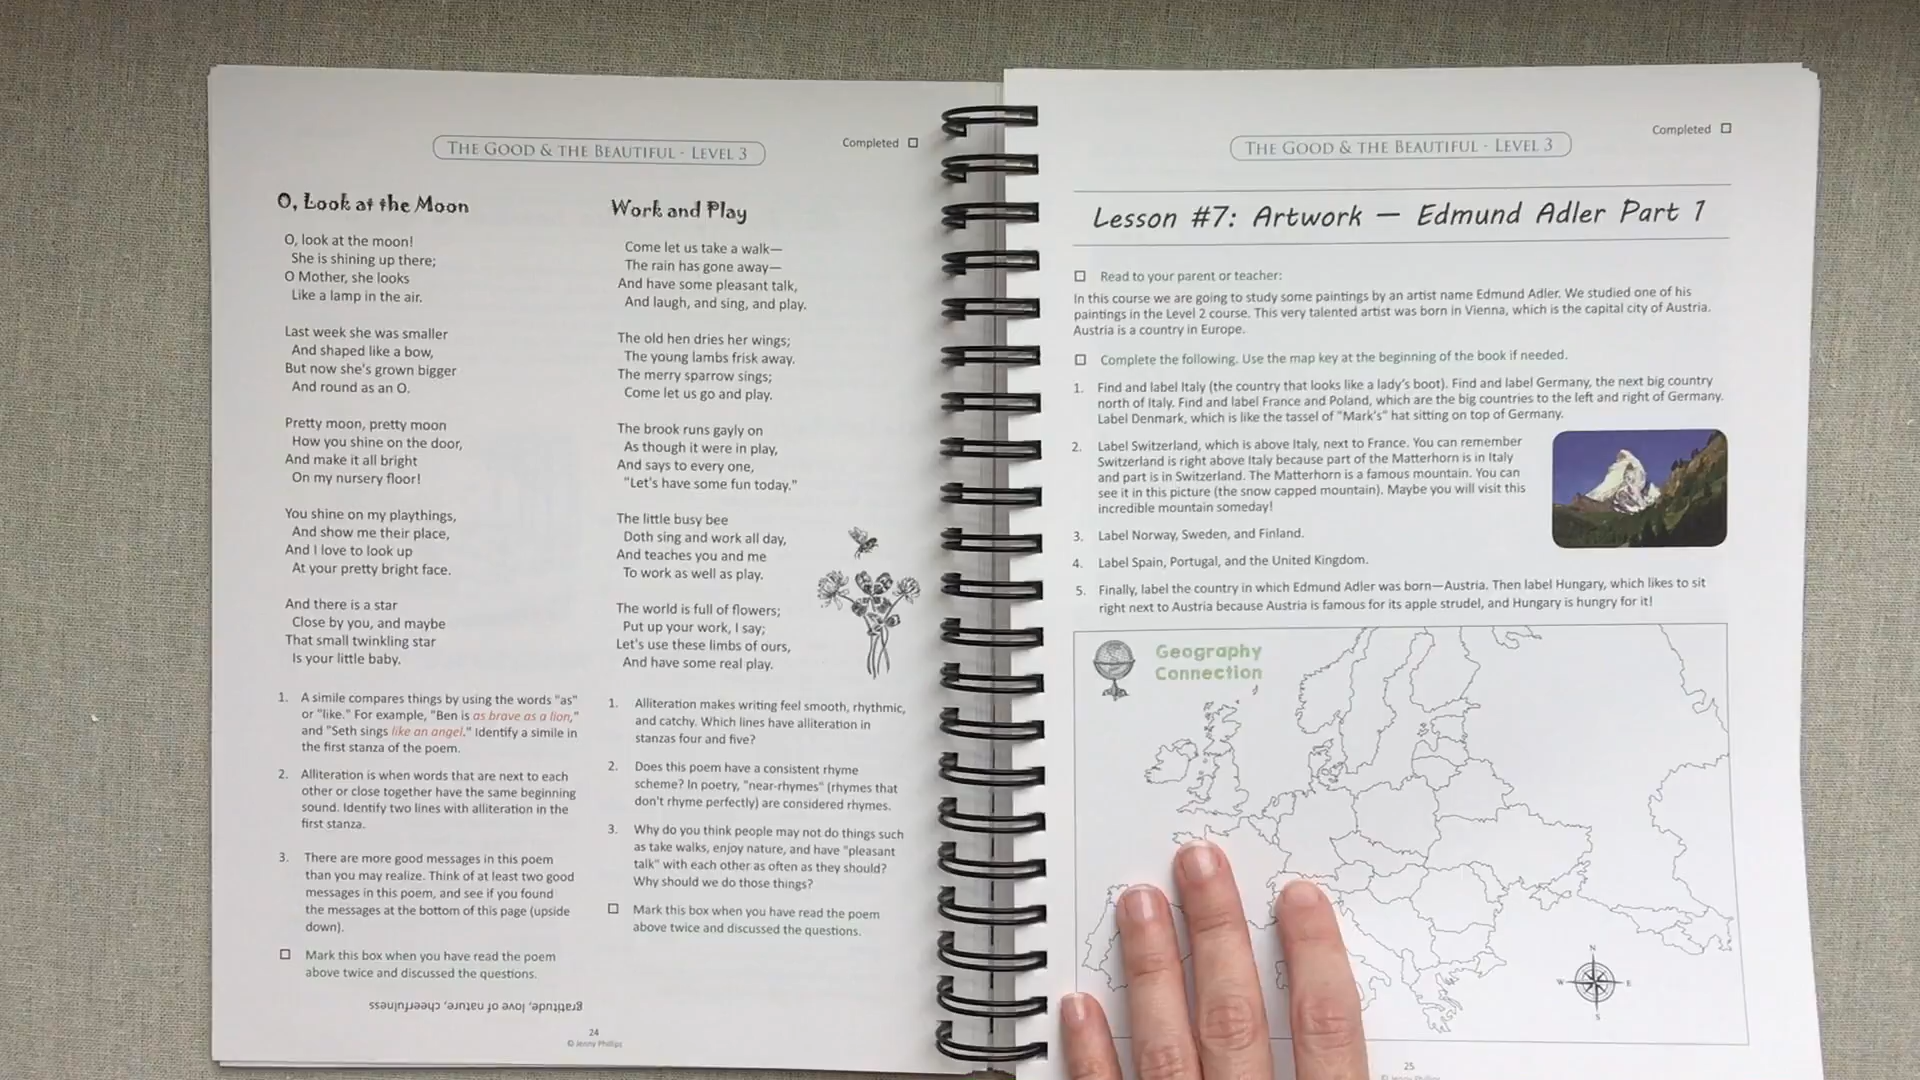 THE GOOD & THE BEAUTIFUL - LEVEL 3
Completed
O, Look at the Moon
O, look at the moon!
She is shining up there;
O Mother, she looks
Like a lamp in the air.
Last week she was smaller
And shaped like a bow,
But now she's grown bigger
And round as an O.
Pretty moon, pretty moon
How you shine on the door,
And make it all bright
On my nursery floor!
You shine on my playthings,
And show me their place,
And I love to look up
At your pretty bright face.
And there is a star
Close by you, and maybe
That small twinkling star
Is your little baby.
1. A simile compares things by using the words "as"
or "like." For example, "Ben is as brave as a lion,"
and "Seth sings like an angel." Identify a simile in
the first stanza of the poem.
2. Alliteration is when words that are next to each
other or close together have the same beginning
sound. Identify two lines with alliteration in the
first stanza.
3. There are more good messages in this poem
than you may realize. Think of at least two good
messages in this poem, and see if you found
the messages at the bottom of this page (upside
down).
Mark this box when you have read the poem
above twice and discussed the questions.
gratitude, love of nature, cheerfulness
Work and Play
Come let us take a walk—
The rain has gone away—
And have some pleasant talk,
And laugh, and sing, and play.
The old hen dries her wings;
The young lambs frisk away.
The merry sparrow sings;
Come let us go and play.
The brook runs gayly on
As though it were in play,
And says to every one,
"Let's have some fun today."
The little busy bee
Doth sing and work all day,
And teaches you and me
To work as well as play.
The world is full of flowers;
Put up your work, I say;
Let's use these limbs of ours,
And have some real play.
1. Alliteration makes writing feel smooth, rhythmic,
and catchy. Which lines have alliteration in
stanzas four and five?
2. Does this poem have a consistent rhyme
scheme? In poetry, "near-rhymes" (rhymes that
don't rhyme perfectly) are considered rhymes.
3. Why do you think people may not do things such
as take walks, enjoy nature, and have "pleasant
talk" with each other as often as they should?
Why should we do those things?
Mark this box when you have read the poem
above twice and discussed the questions.
24
© Jenny Phillips
THE GOOD & THE BEAUTIFUL - LEVEL 3
Completed
Lesson #7: Artwork — Edmund Adler Part 1
Read to your parent or teacher:
In this course we are going to study some paintings by an artist name Edmund Adler. We studied one of his
paintings in the Level 2 course. This very talented artist was born in Vienna, which is the capital city of Austria.
Austria is a country in Europe.
Complete the following. Use the map key at the beginning of the book if needed.
1. Find and label Italy (the country that looks like a lady's boot). Find and label Germany, the next big country
north of Italy. Find and label France and Poland, which are the big countries to the left and right of Germany.
Label Denmark, which is like the tassel of "Mark's" hat sitting on top of Germany.
2. Label Switzerland, which is above Italy, next to France. You can remember
Switzerland is right above Italy because part of the Matterhorn is in Italy
and part is in Switzerland. The Matterhorn is a famous mountain. You can
see it in this picture (the snow capped mountain). Maybe you will visit this
incredible mountain someday!
3. Label Norway, Sweden, and Finland.
4. Label Spain, Portugal, and the United Kingdom.
5. Finally, label the country in which Edmund Adler was born—Austria. Then label Hungary, which likes to sit
right next to Austria because Austria is famous for its apple strudel, and Hungary is hungry for it!
Geography
Connection
N
W E
S
25
© Jenny Phillips